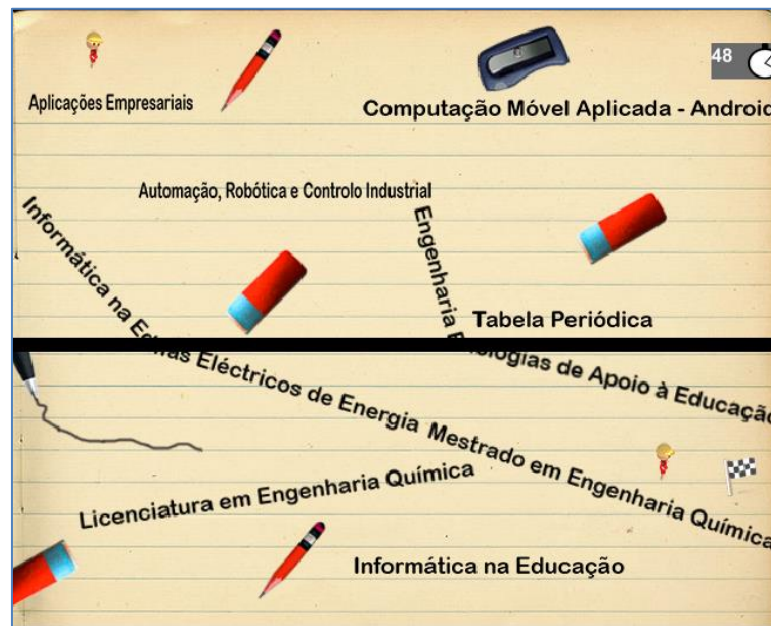 48
Aplicações Empresariais
Computação Móvel Aplicada - Android
Automação, Robótica e Controlo Industrial
Informática na Ed
Engenharia
Tabela Periódica
Eléctricos de Energia
de Apoio à Educação
Mestrado em Engenharia Química
Licenciatura em Engenharia Química
Informática na Educação